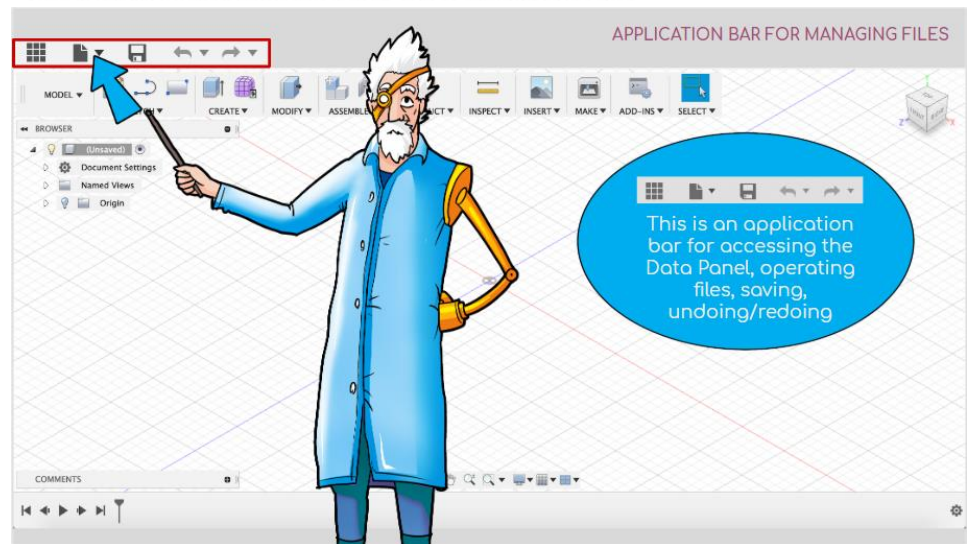 APPLICATION BAR FOR MANAGING FILES
MODEL
CREATE MODIFY ASSEMBLE INSPECT INSERT MAKE ADD-INS SELECT
BROWSER
(Unsaved)
Document Settings
Named Views
Origin
This is an application
bar for accessing the
Data Panel, operating
files, saving,
undoing/redoing
COMMENTS